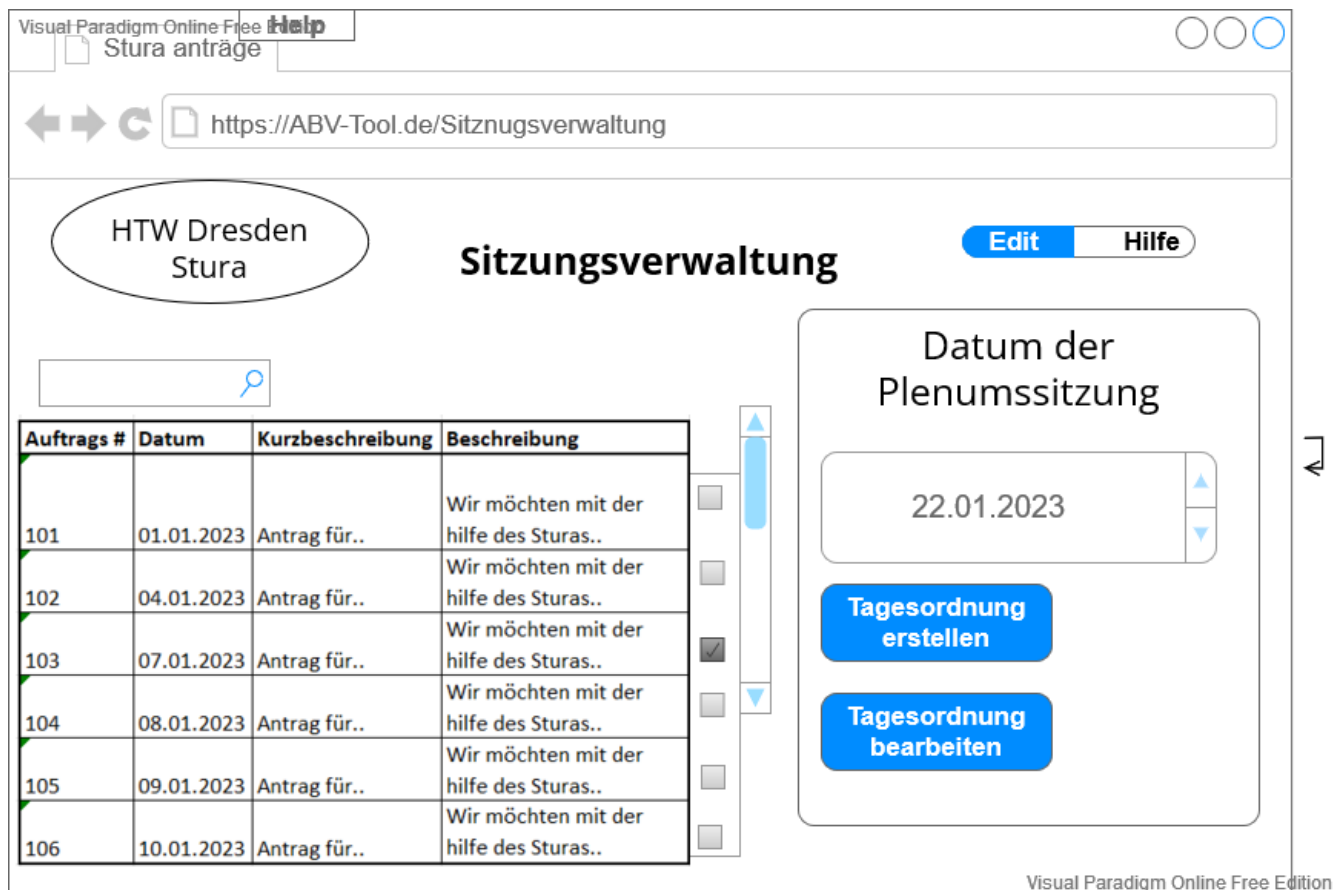 Visual Paradigm Online Free Edition
Help
Stura anträge
https://ABV-Tool.de/Sitznugsverwaltung
HTW Dresden
Stura
Sitzungsverwaltung
Edit Hilfe
Datum der
Plenumssitzung
22.01.2023
Tagesordnung
erstellen
Tagesordnung
bearbeiten
Auftrags # Datum Kurzbeschreibung Beschreibung
Wir möchten mit der
101 01.01.2023 Antrag für.. hilfe des Sturas..
Wir möchten mit der
102 04.01.2023 Antrag für.. hilfe des Sturas..
Wir möchten mit der
103 07.01.2023 Antrag für.. hilfe des Sturas..
Wir möchten mit der
104 08.01.2023 Antrag für.. hilfe des Sturas..
Wir möchten mit der
105 09.01.2023 Antrag für.. hilfe des Sturas..
Wir möchten mit der
106 10.01.2023 Antrag für.. hilfe des Sturas..
Visual Paradigm Online Free Edition